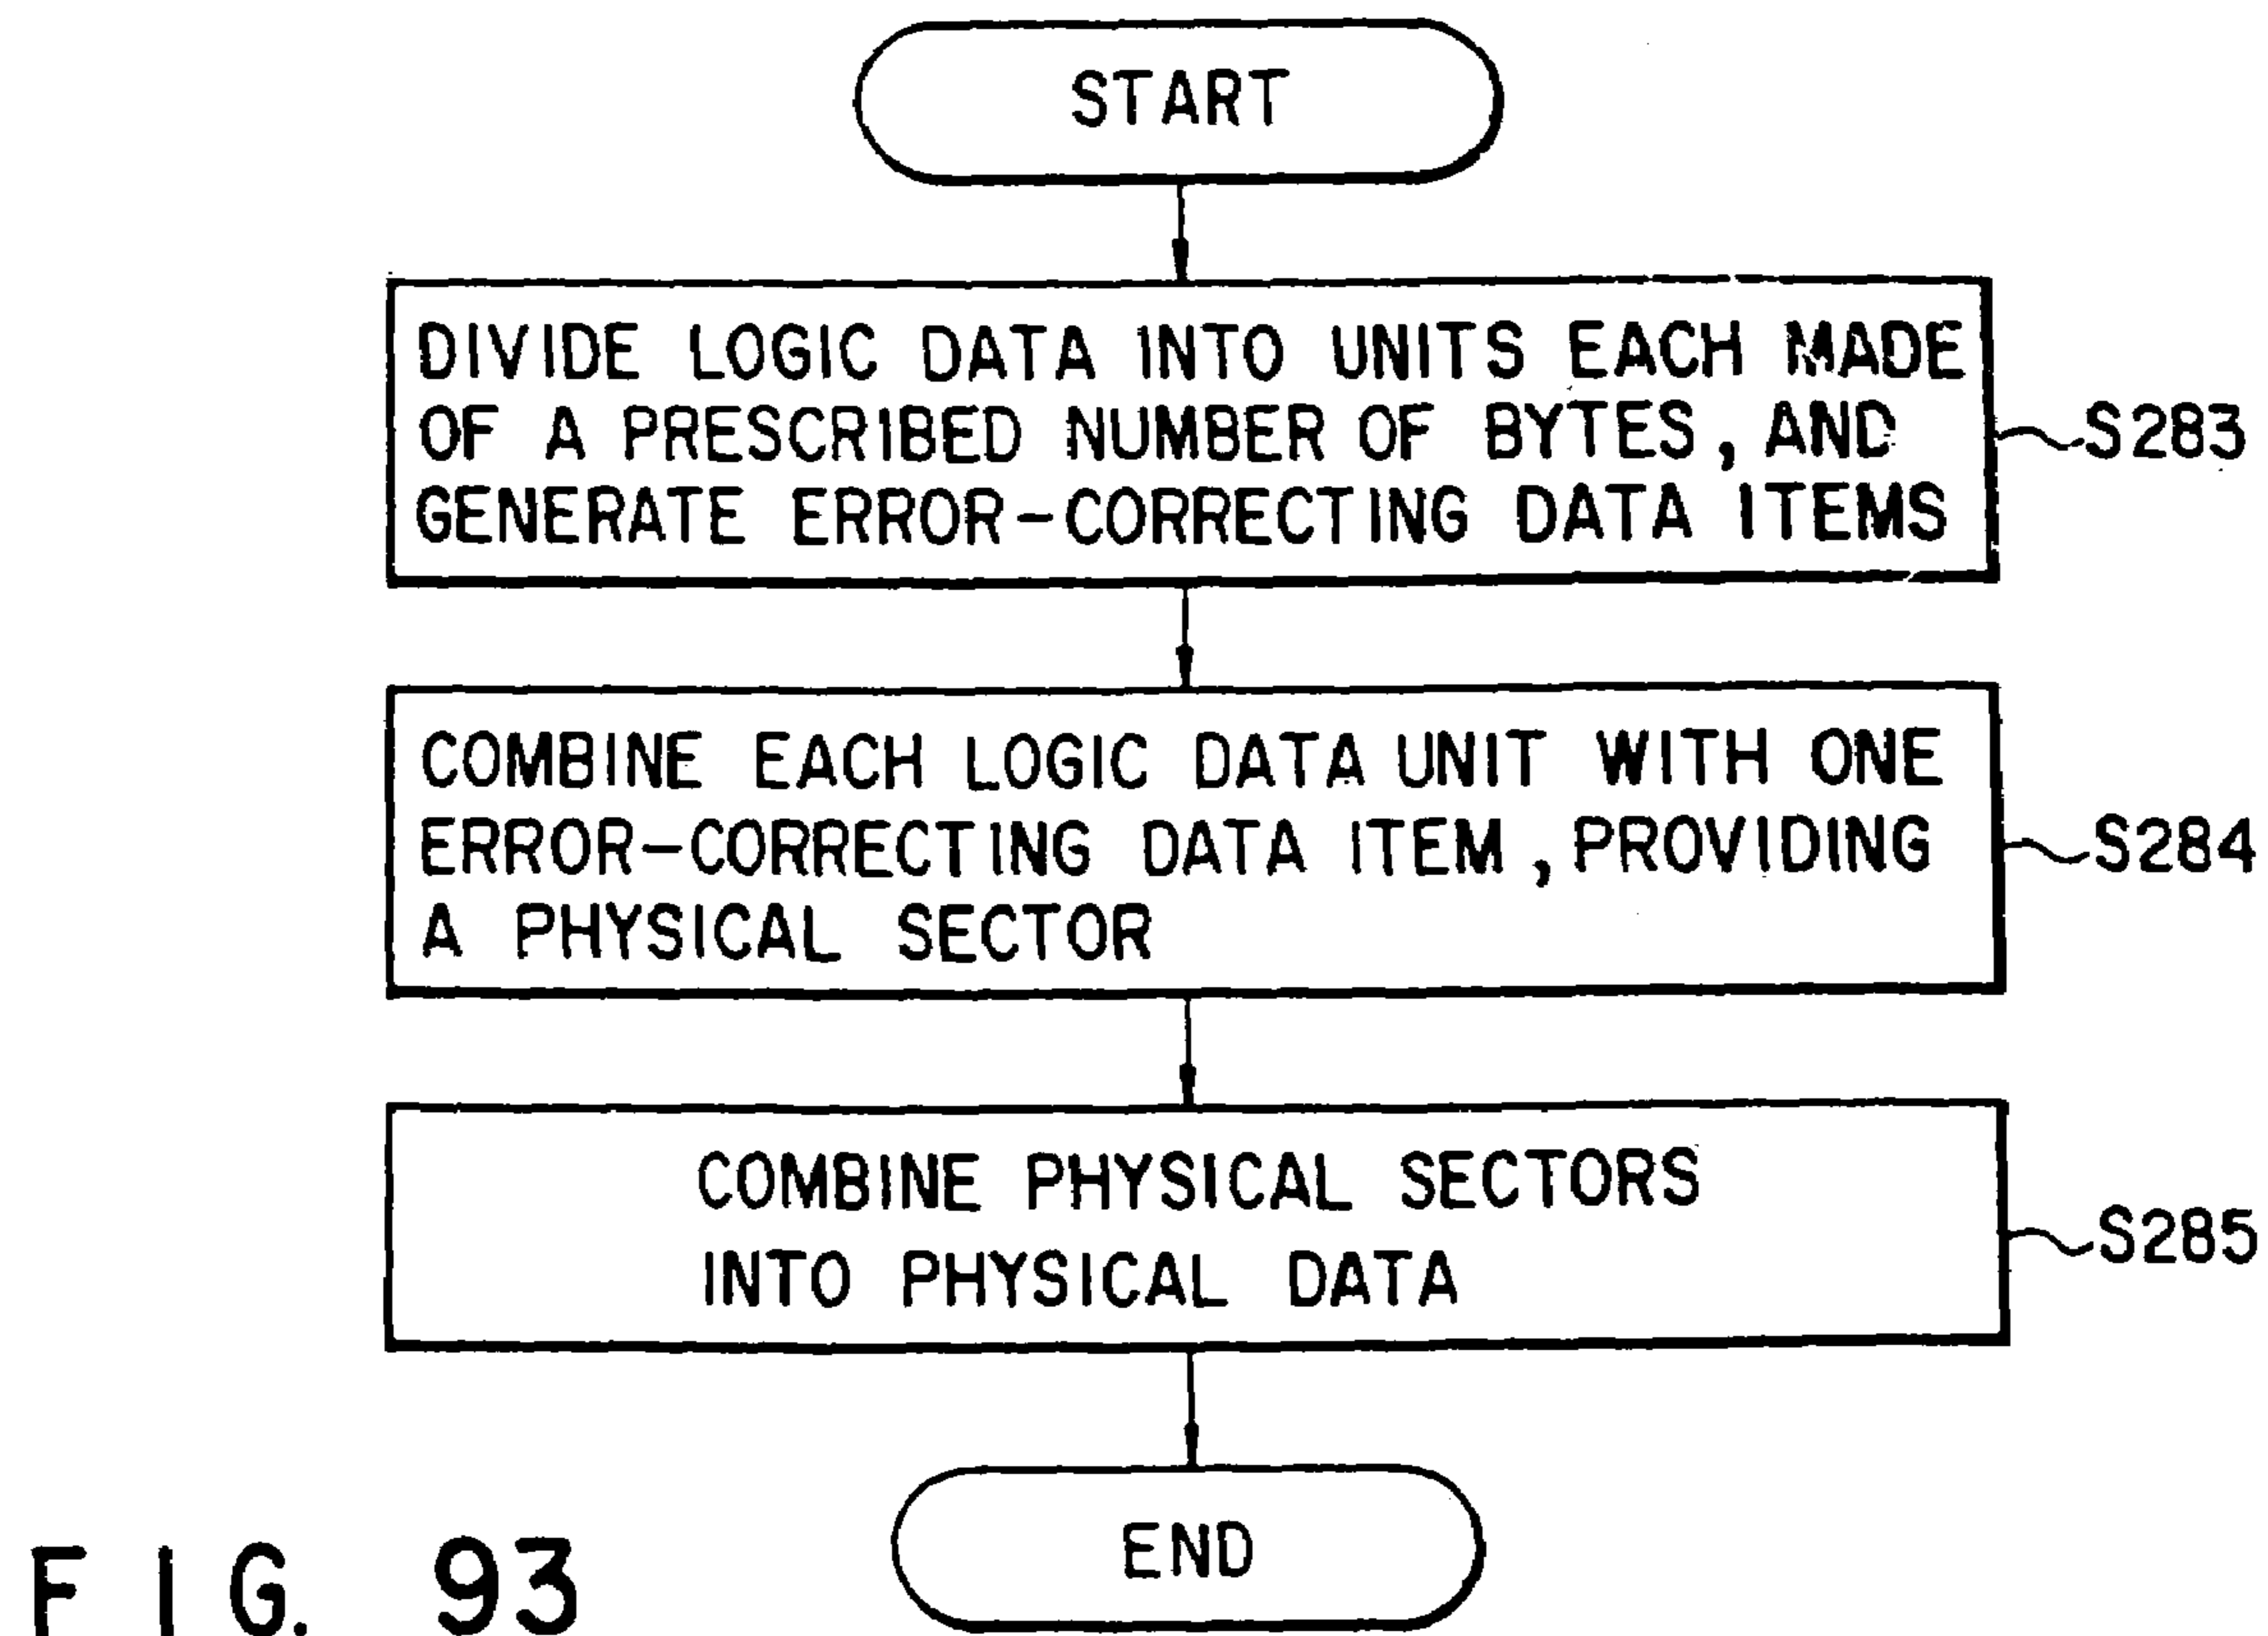 START
DIVIDE LOGIC DATA INTO UNITS EACH MADE
OF A PRESCRIBED NUMBER OF BYTES, AND
GENERATE ERROR-CORRECTING DATA ITEMS
S283
COMBINE EACH LOGIC DATA UNIT WITH ONE
ERROR-CORRECTING DATA ITEM, PROVIDING
A PHYSICAL SECTOR
S284
COMBINE PHYSICAL SECTORS
INTO PHYSICAL DATA
S285
END
FIG. 93